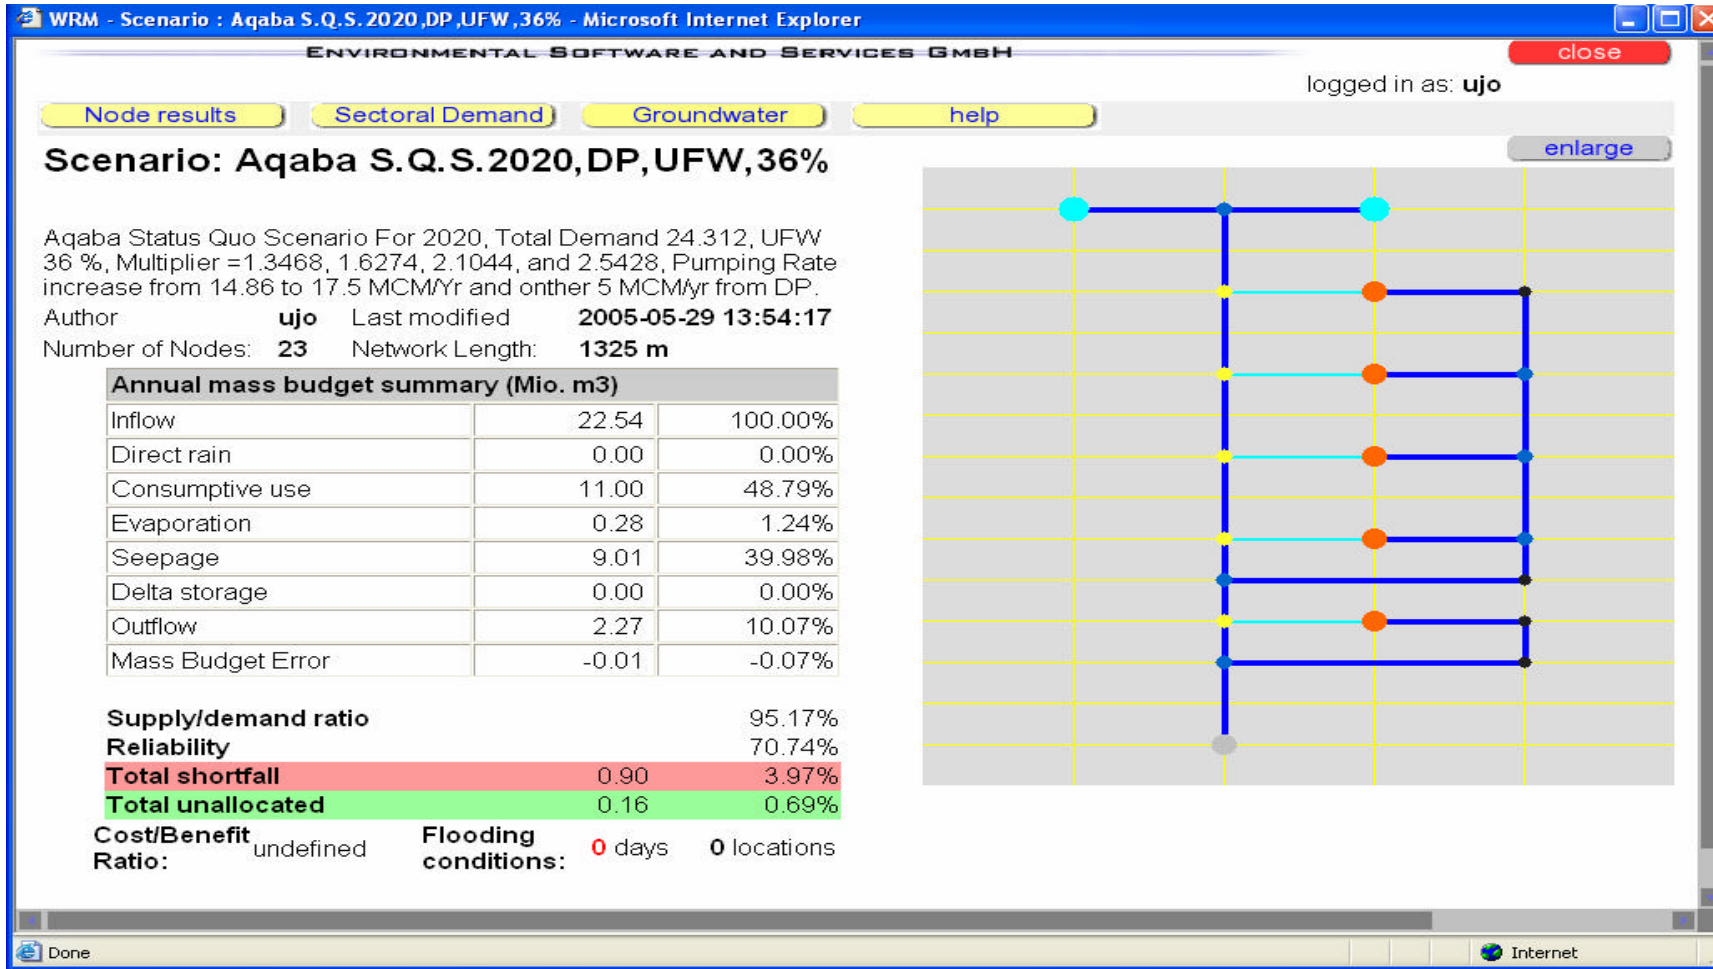 WRM - Scenario : Aqaba S.Q.S.2020,DP,UFW,36% - Microsoft Internet Explorer
ENVIRONMENTAL SOFTWARE AND SERVICES GMBH
close
logged in as: ujo
Node results Sectoral Demand Groundwater help
enlarge
Scenario: Aqaba S.Q.S.2020,DP,UFW,36%
Aqaba Status Quo Scenario For 2020, Total Demand 24.312, UFW
36 %, Multiplier =1.3468, 1.6274, 2.1044, and 2.5428, Pumping Rate
increase from 14.86 to 17.5 MCM/Yr and onther 5 MCM/yr from DP.
Author ujo Last modified 2005-05-29 13:54:17
Number of Nodes: 23 Network Length: 1325 m
Annual mass budget summary (Mio. m3)
Inflow 22.54 100.00%
Direct rain 0.00 0.00%
Consumptive use 11.00 48.79%
Evaporation 0.28 1.24%
Seepage 9.01 39.98%
Delta storage 0.00 0.00%
Outflow 2.27 10.07%
Mass Budget Error -0.01 -0.07%
Supply/demand ratio 95.17%
Reliability 70.74%
Total shortfall 0.90 3.97%
Total unallocated 0.16 0.69%
Cost/Benefit Ratio: undefined Flooding conditions: 0 days 0 locations
Done Internet